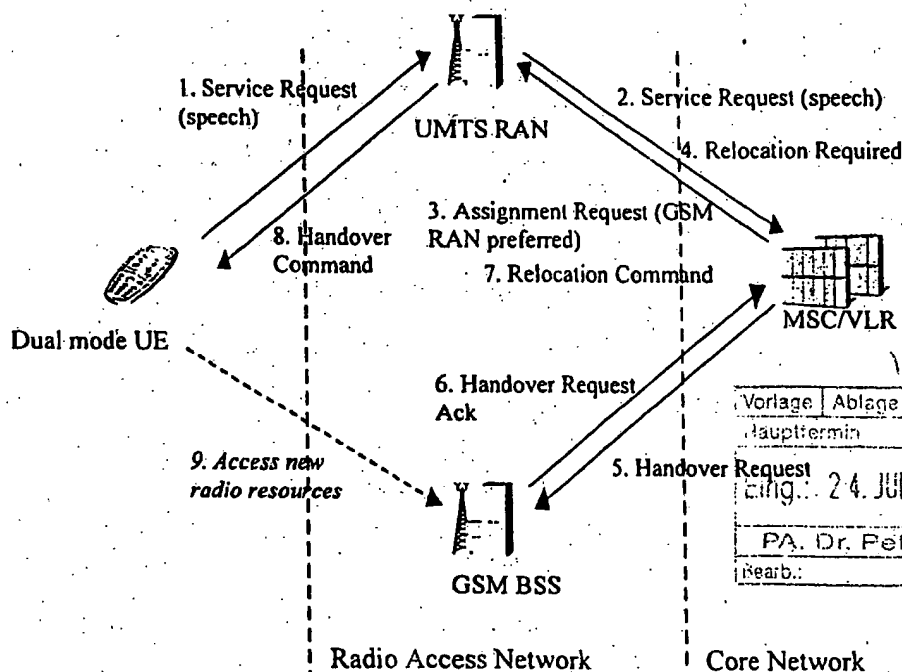 1. Service Request
(speech)
UMTS RAN
2. Service Request (speech)
4. Relocation Required
3. Assignment Request (GSM
RAN preferred)
8. Handover
Command
7. Relocation Command
MSC/VLR
Dual mode UE
6. Handover Request
Ack
9. Access new
radio resources
5. Handover Request
GSM BSS
Vorlage Ablage
Haupttermin
Eing.: 24. JUL
PA. Dr. Pet
Bearb.:
Radio Access Network
Core Network